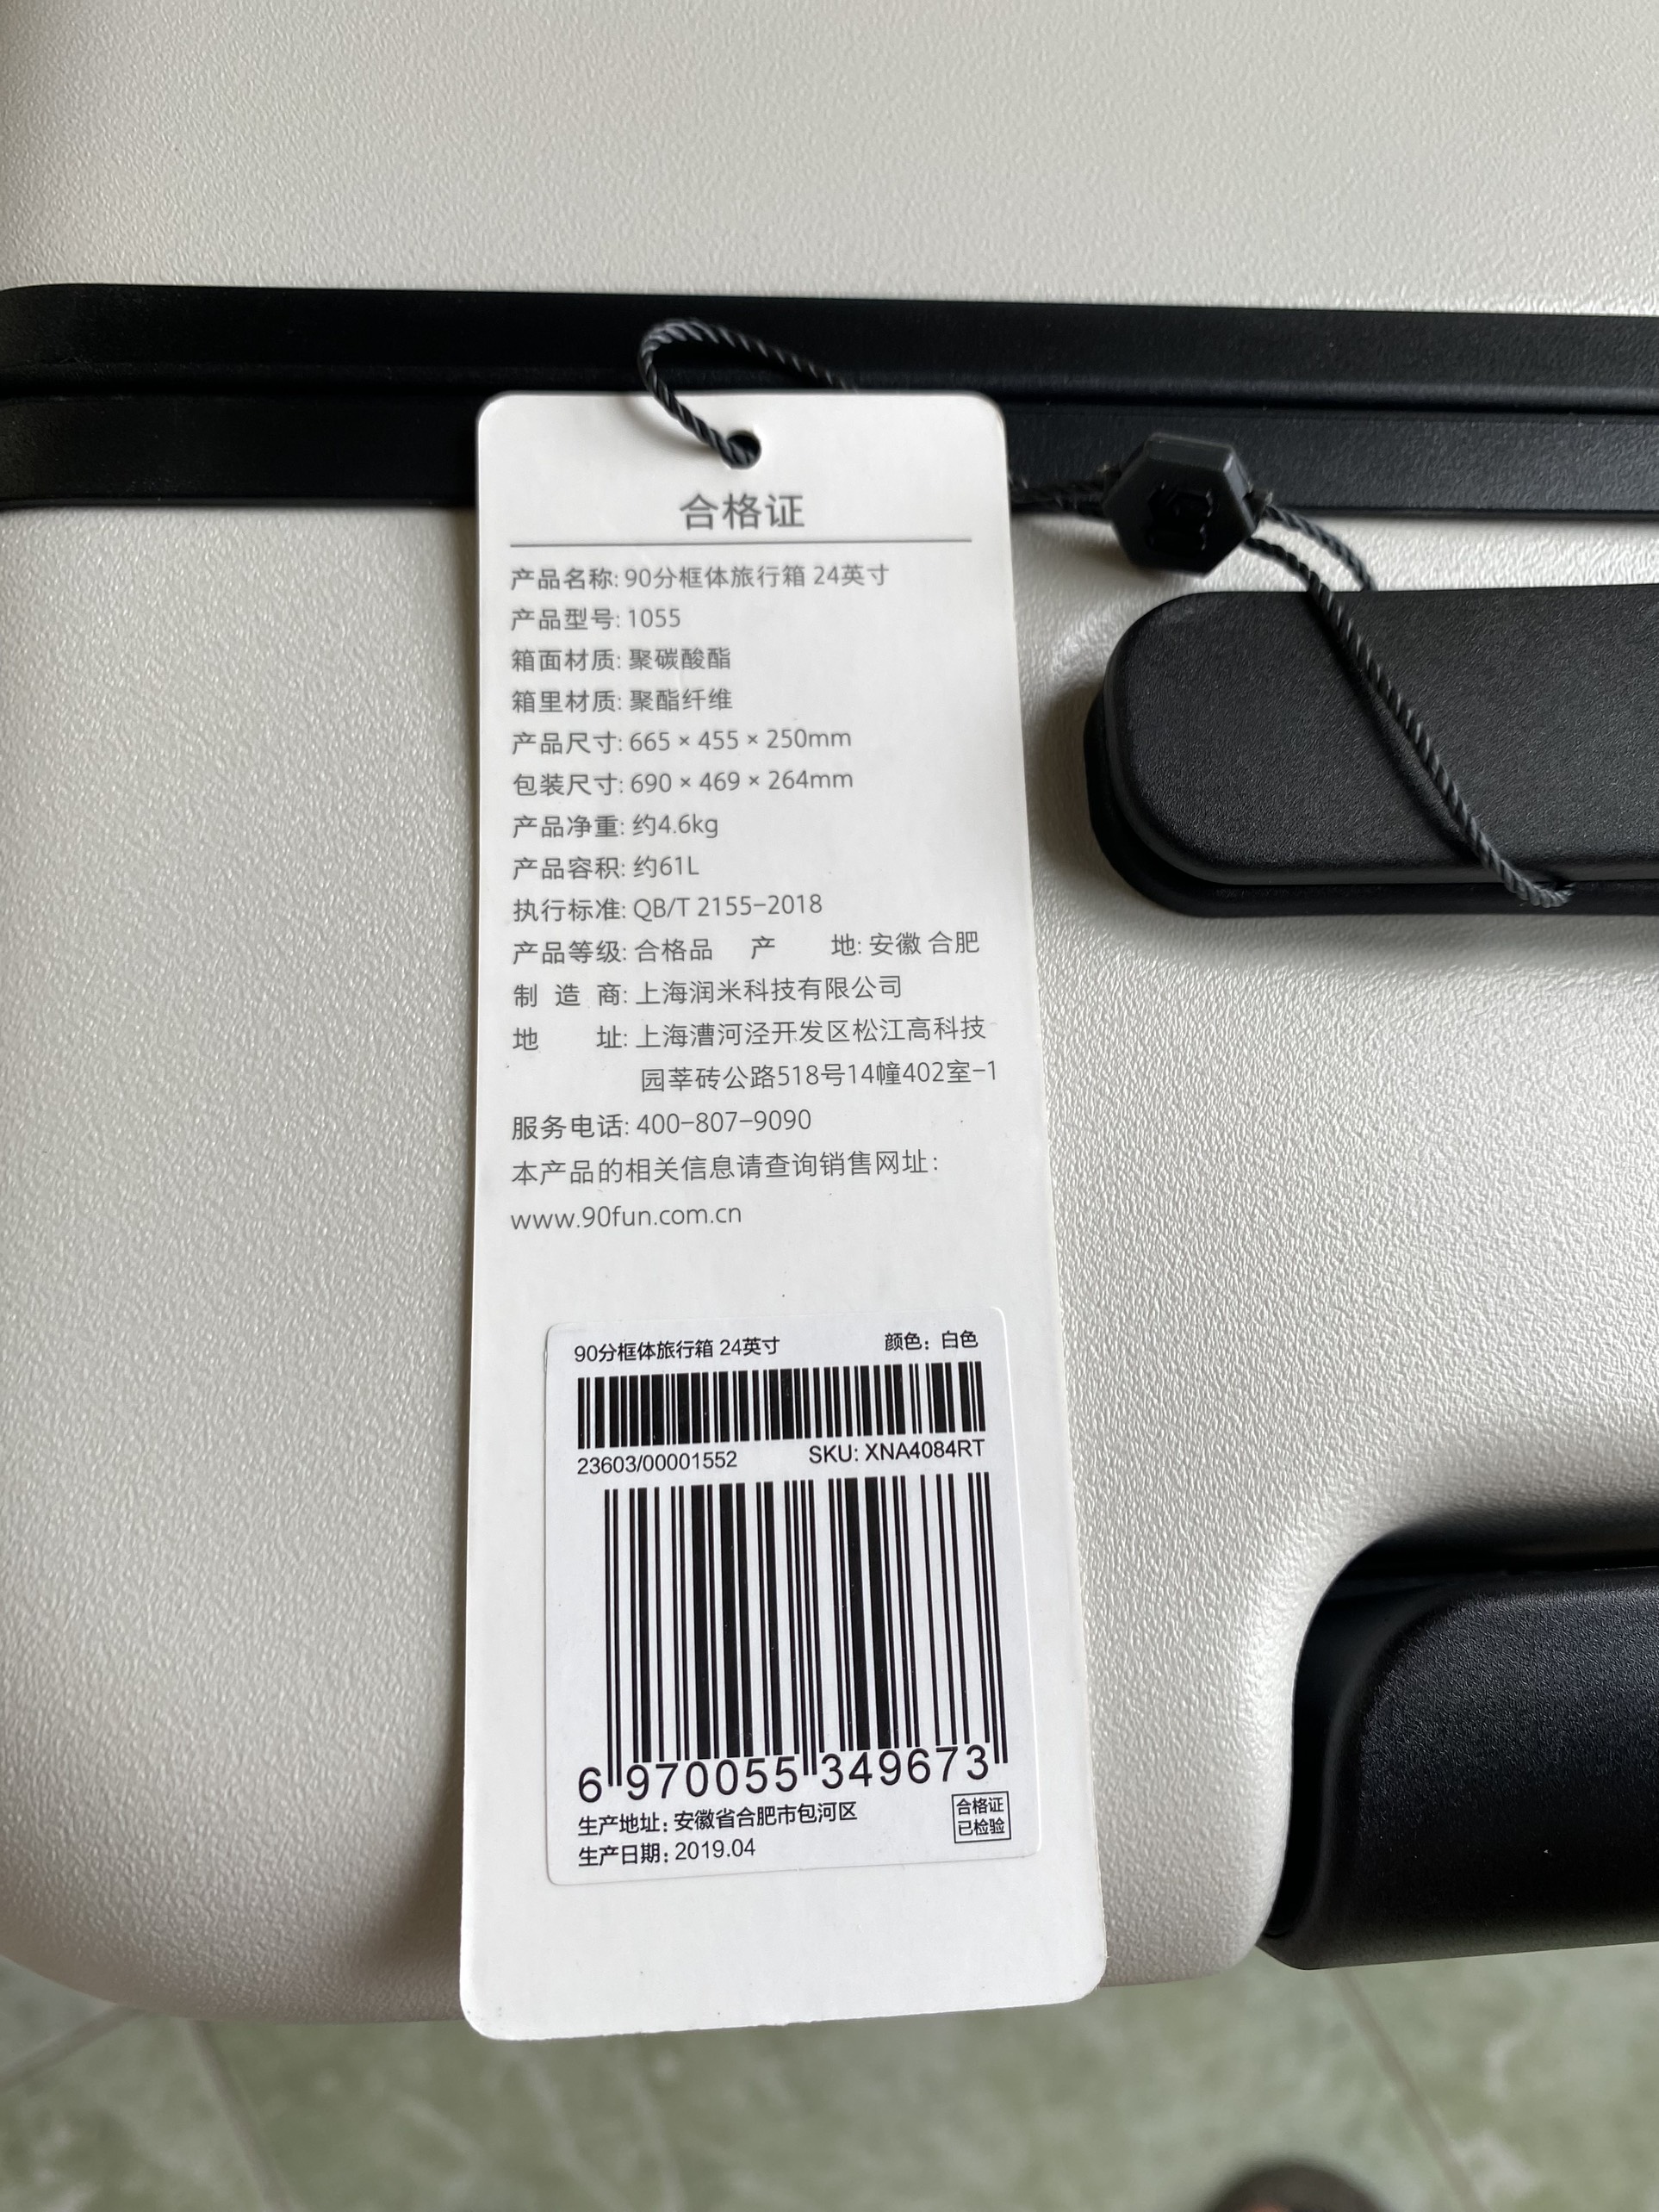 合格证
产品名称: 90分框体旅行箱 24英寸
产品型号: 1055
箱面材质: 聚碳酸酯
箱里材质: 聚酯纤维
产品尺寸: 665 × 455 × 250mm
包装尺寸: 690 × 469 × 264mm
产品净重: 约4.6kg
产品容积: 约61L
执行标准: QB/T 2155-2018
产品等级: 合格品 产 地: 安徽 合肥
制 造 商: 上海润米科技有限公司
地 址: 上海漕河泾开发区松江高科技
园莘砖公路518号14幢402室-1
服务电话: 400-807-9090
本产品的相关信息请查询销售网址:
www.90fun.com.cn
90分框体旅行箱 24英寸 颜色: 白色
23603/00001552 SKU: XNA4084RT
6 970055 349673
生产地址: 安徽省合肥市包河区
生产日期: 2019.04
合格证
已检验